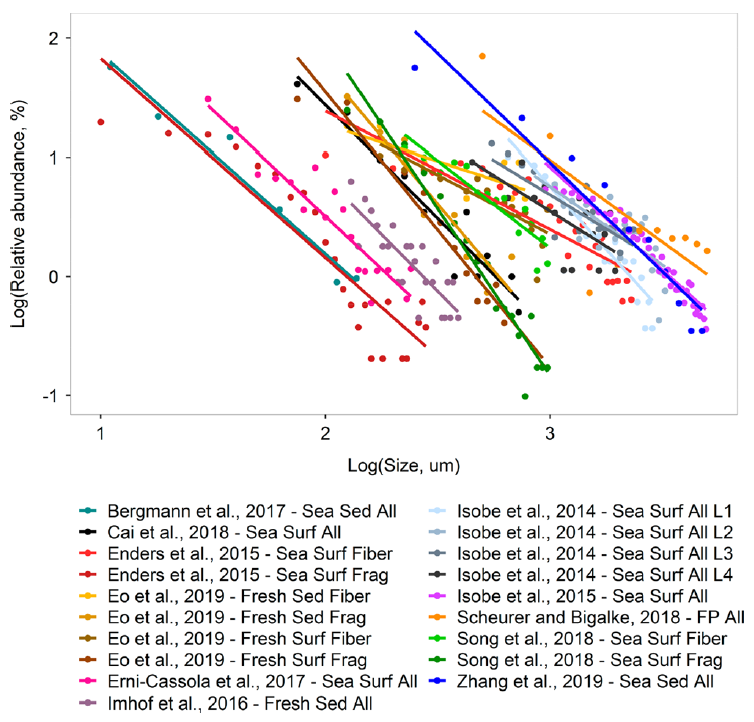 2
1
0
-1
Log(Relative abundance, %)
1
2
3
Log(Size, um)
Bergmann et al., 2017 - Sea Sed All
Cai et al., 2018 - Sea Surf All
Enders et al., 2015 - Sea Surf Fiber
Enders et al., 2015 - Sea Surf Frag
Eo et al., 2019 - Fresh Sed Fiber
Eo et al., 2019 - Fresh Sed Frag
Eo et al., 2019 - Fresh Surf Fiber
Eo et al., 2019 - Fresh Surf Frag
Erni-Cassola et al., 2017 - Sea Surf All
Imhof et al., 2016 - Fresh Sed All
Isobe et al., 2014 - Sea Surf All L1
Isobe et al., 2014 - Sea Surf All L2
Isobe et al., 2014 - Sea Surf All L3
Isobe et al., 2014 - Sea Surf All L4
Isobe et al., 2015 - Sea Surf All
Scheurer and Bigalke, 2018 - FP All
Song et al., 2018 - Sea Surf Fiber
Song et al., 2018 - Sea Surf Frag
Zhang et al., 2019 - Sea Sed All